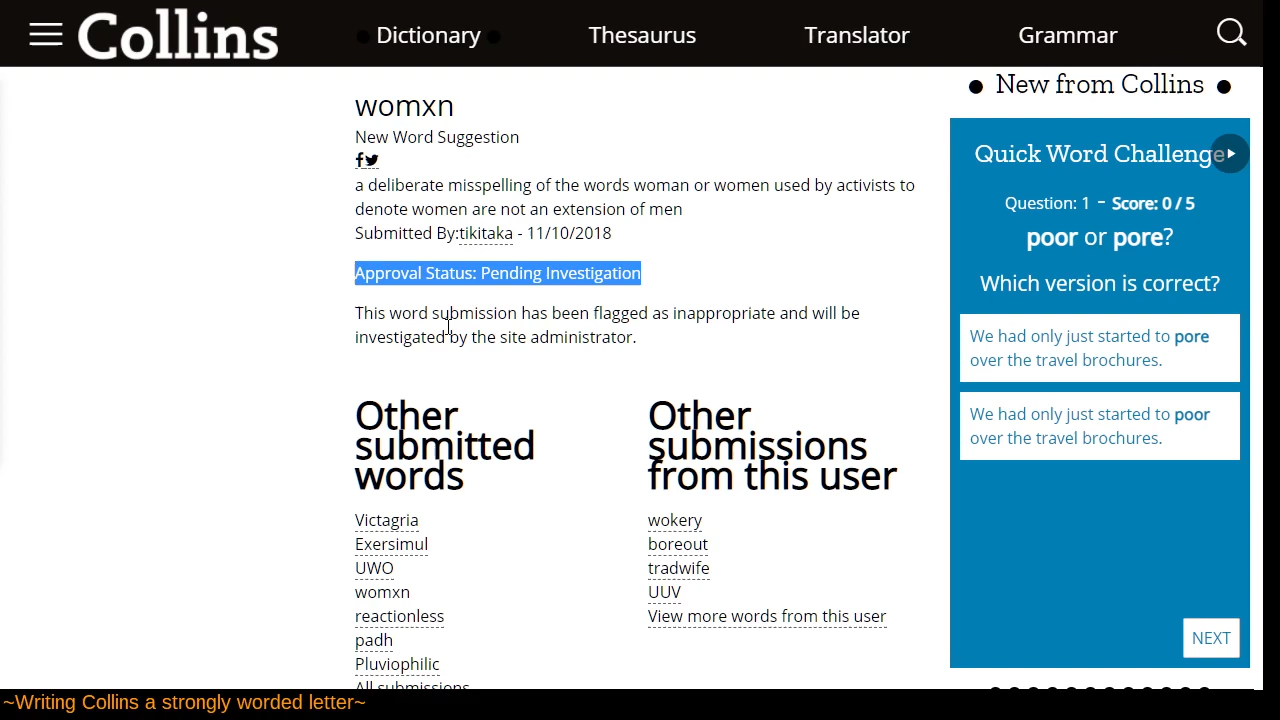 Collins
Dictionary
Thesaurus
Translator
Grammar
womxn
New Word Suggestion
a deliberate misspelling of the words woman or women used by activists to
denote women are not an extension of men
Submitted By:tikitaka - 11/10/2018
Approval Status: Pending Investigation
This word submission has been flagged as inappropriate and will be
investigated by the site administrator.
Other
submitted
words
Victagria
Exersimul
UWO
womxn
reactionless
padh
Pluviophilic
All submissions
Other
submissions
from this user
wokery
boreout
tradwife
UUV
View more words from this user
New from Collins
Quick Word Challenge
Question: 1 - Score: 0 / 5
poor or pore?
Which version is correct?
We had only just started to pore
over the travel brochures.
We had only just started to poor
over the travel brochures.
NEXT
~Writing Collins a strongly worded letter~